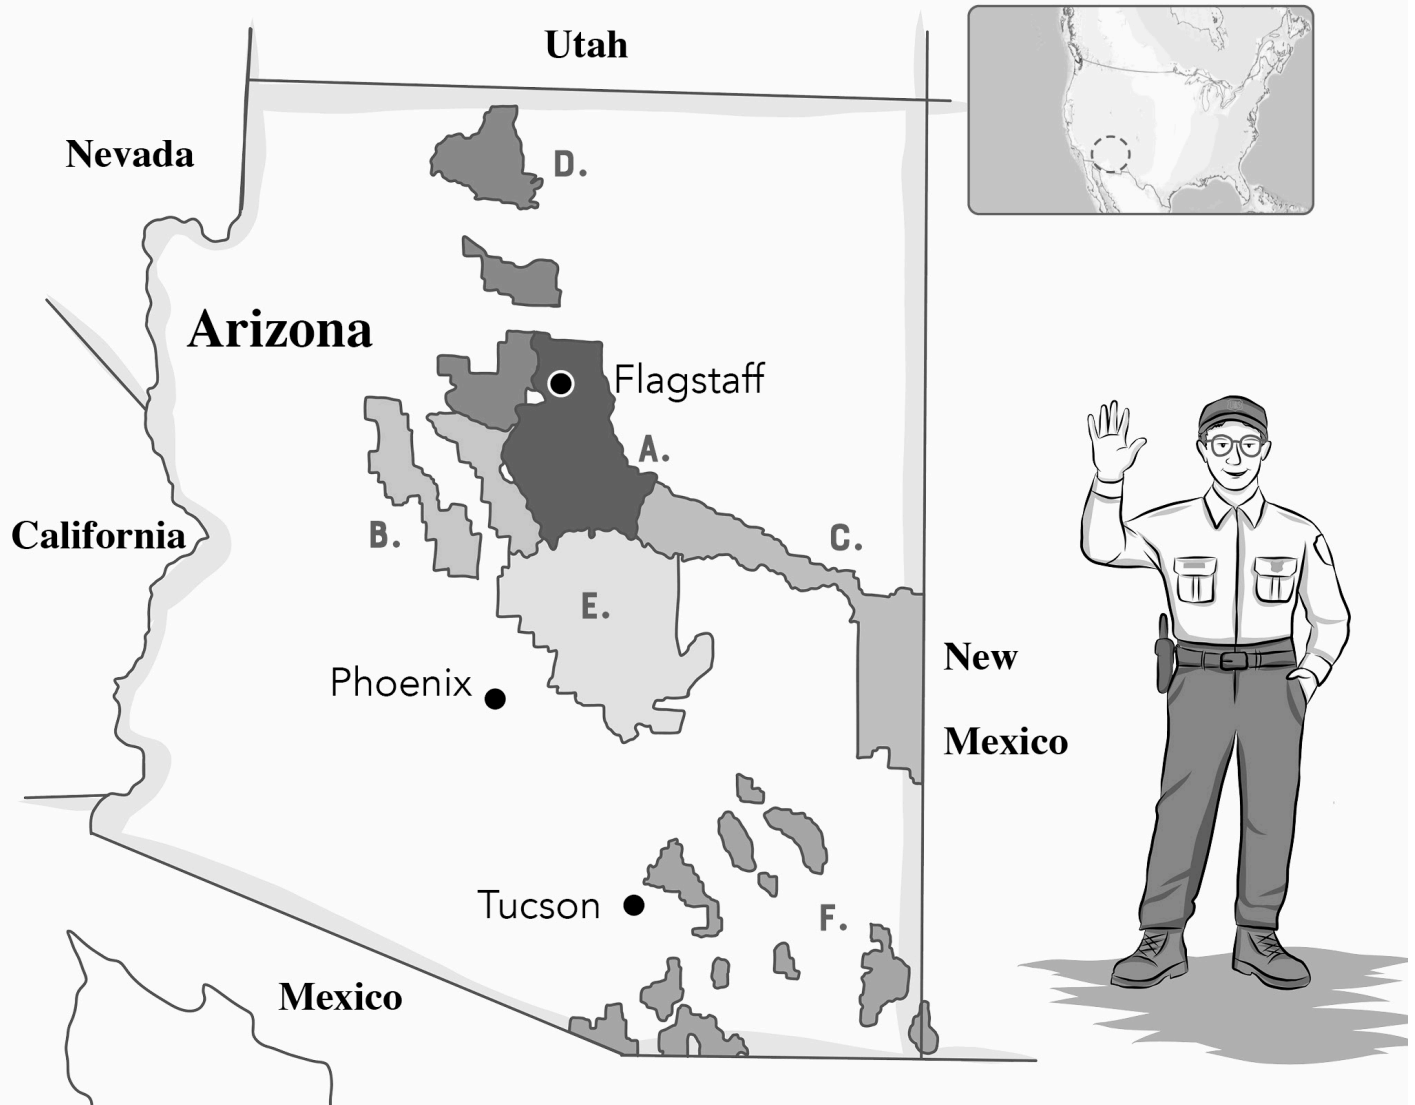 Utah
Nevada
D.
Arizona
Flagstaff
A.
California
B.
C.
E.
New
Mexico
Phoenix
Tucson
F.
Mexico